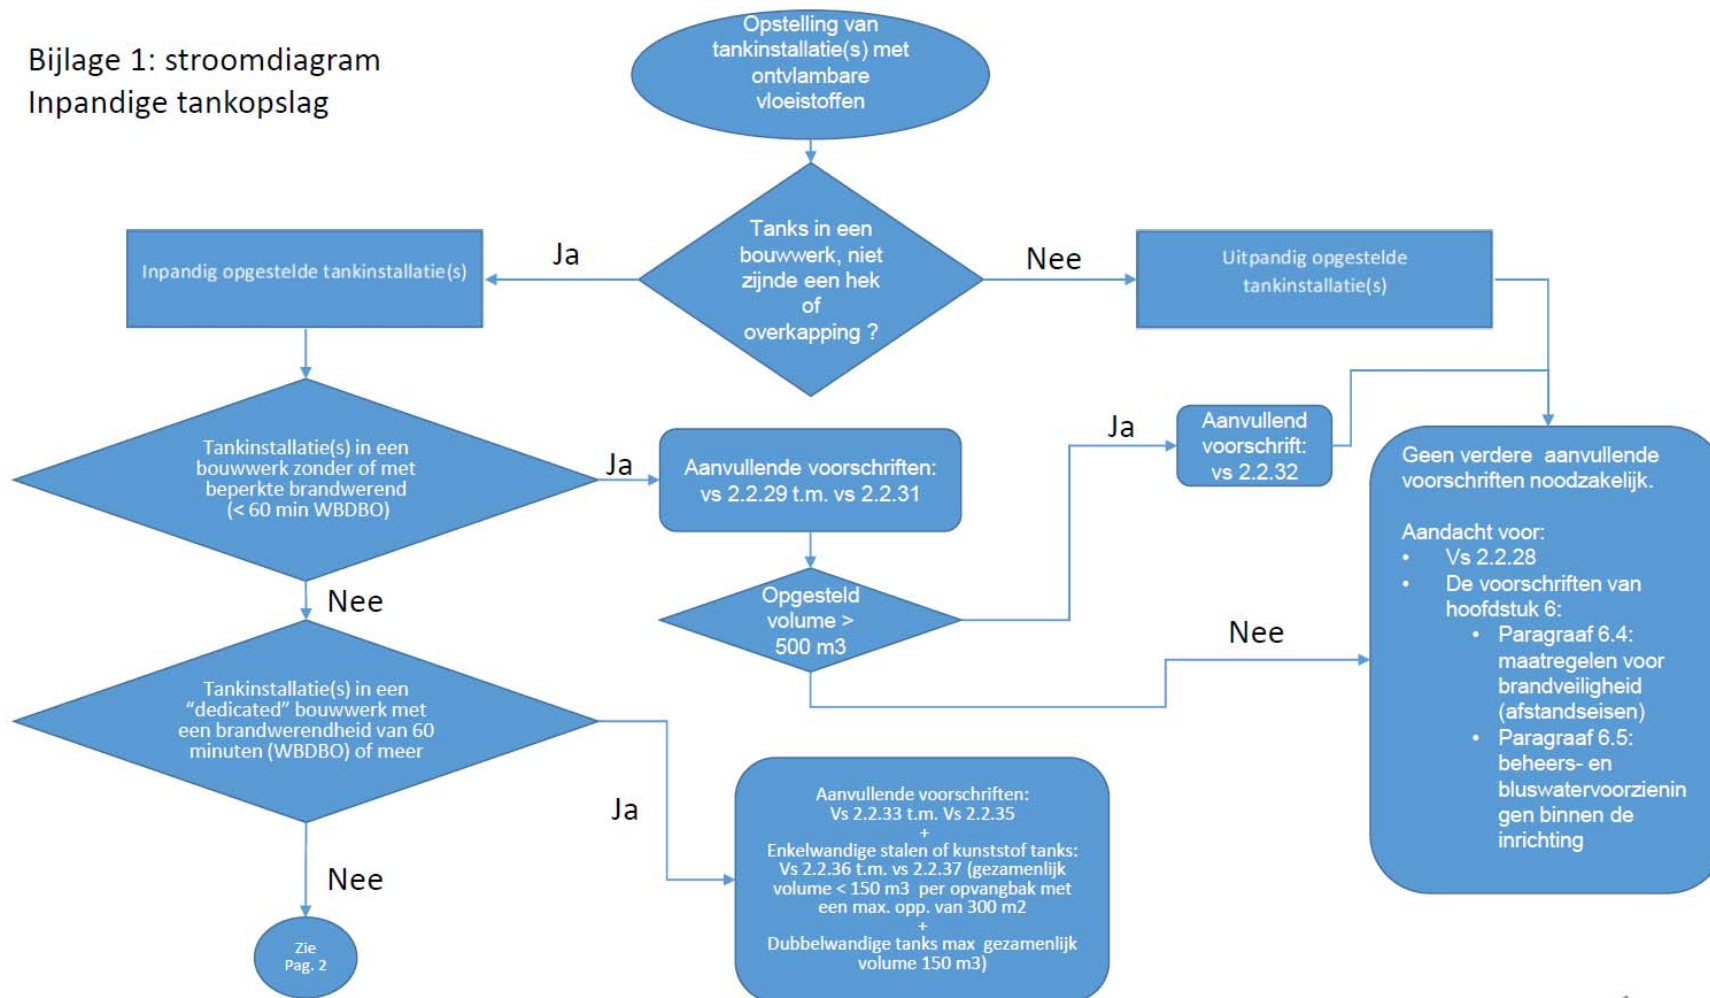 Bijlage 1: stroomdiagram
Inpandige tankopslag
Opstelling van
tankinstallatie(s) met
ontvlambare
vloeistoffen
Tanks in een
bouwwerk, niet
zijnde een hek
of
overkapping ?
Ja
Nee
Inpandig opgestelde tankinstallatie(s)
Uitpandig opgestelde
tankinstallatie(s)
Tankinstallatie(s) in een
bouwwerk zonder of met
beperkte brandwerend
(< 60 min WBDBO)
Ja
Aanvullende voorschriften:
vs 2.2.29 t.m. vs 2.2.31
Ja
Aanvullend
voorschrift:
vs 2.2.32
Opgesteld
volume >
500 m3
Nee
Nee
Geen verdere aanvullende
voorschriften noodzakelijk.
Aandacht voor:
• Vs 2.2.28
• De voorschriften van
hoofdstuk 6:
• Paragraaf 6.4:
maatregelen voor
brandveiligheid
(afstandseisen)
• Paragraaf 6.5:
beheers- en
bluswatervoorzienin
gen binnen de
inrichting
Tankinstallatie(s) in een
“dedicated” bouwwerk met
een brandwerendheid van 60
minuten (WBDBO) of meer
Ja
Aanvullende voorschriften:
Vs 2.2.33 t.m. Vs 2.2.35
+
Enkelwandige stalen of kunststof tanks:
Vs 2.2.36 t.m. vs 2.2.37 (gezamenlijk
volume < 150 m3 per opvangbak met
een max. opp. van 300 m2
+
Dubbelwandige tanks max gezamenlijk
volume 150 m3)
Nee
Zie
Pag. 2